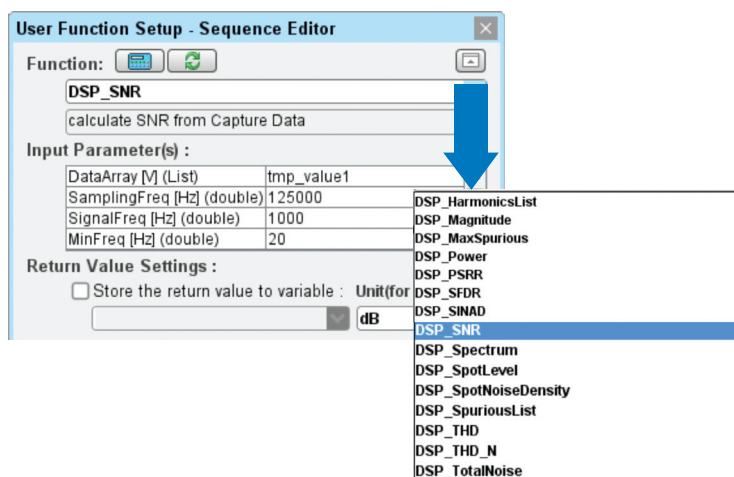 User Function Setup - Sequence Editor
Function:
DSP_SNR
calculate SNR from Capture Data
Input Parameter(s) :
DataArray [V] (List) tmp_value1
SamplingFreq [Hz] (double) 125000
SignalFreq [Hz] (double) 1000
MinFreq [Hz] (double) 20
Return Value Settings :
Store the return value to variable : Unit(for
dB
DSP_HarmonicsList
DSP_Magnitude
DSP_MaxSpurious
DSP_Power
DSP_PSRR
DSP_SFDR
DSP_SINAD
DSP_SNR
DSP_Spectrum
DSP_SpotLevel
DSP_SpotNoiseDensity
DSP_SpuriousList
DSP_THD
DSP_THD_N
DSP_TotalNoise